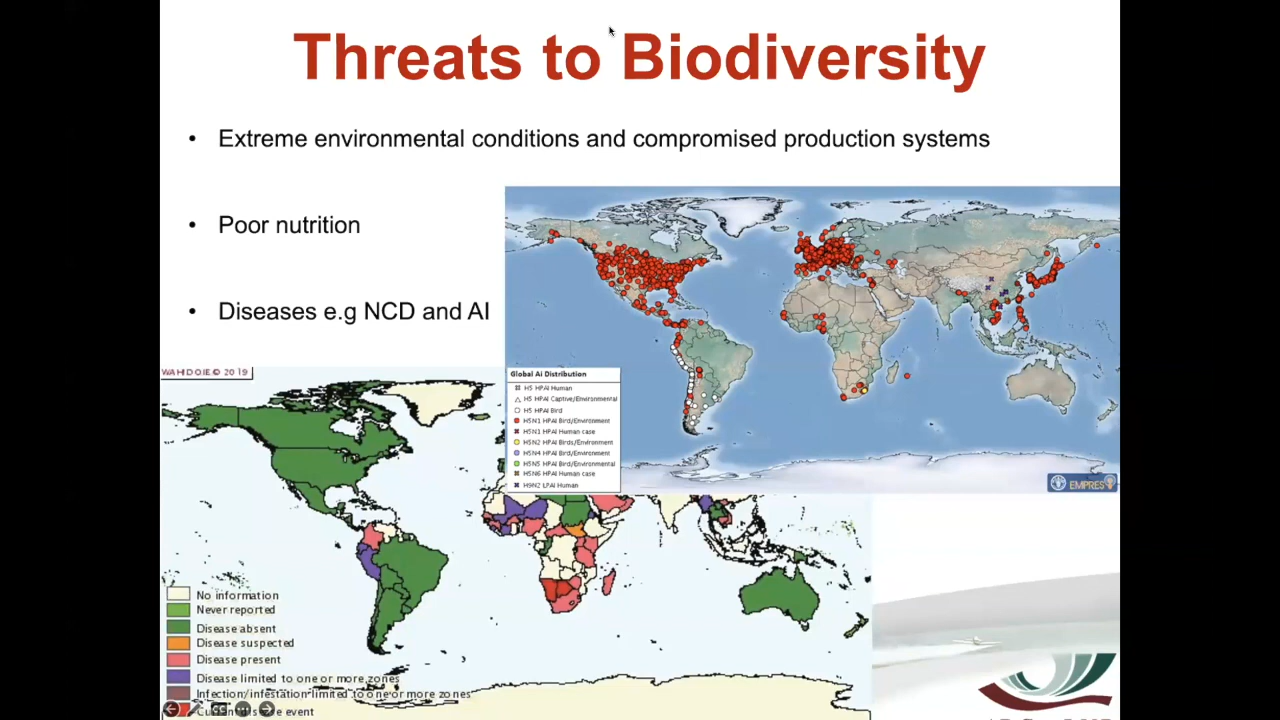 Threats to Biodiversity
• Extreme environmental conditions and compromised production systems
• Poor nutrition
• Diseases e.g NCD and AI
WAHID.OIE.© 2019
Global AI Distribution
H5 HPAI Human
H5 HPAI Captive/Environmental
H5 HPAI Bird
H5N1 HPAI Bird/Environment
H5N1 HPAI Human case
H5N2 HPAI Birds/Environment
H5N4 HPAI Bird/Environment
H5N5 HPAI Bird/Environmental
H5N6 HPAI Human case
H9N2 LPAI Human
EMPRES
No information
Never reported
Disease absent
Disease suspected
Disease present
Disease limited to one or more zones
Infection/infestation limited to one or more zones
event